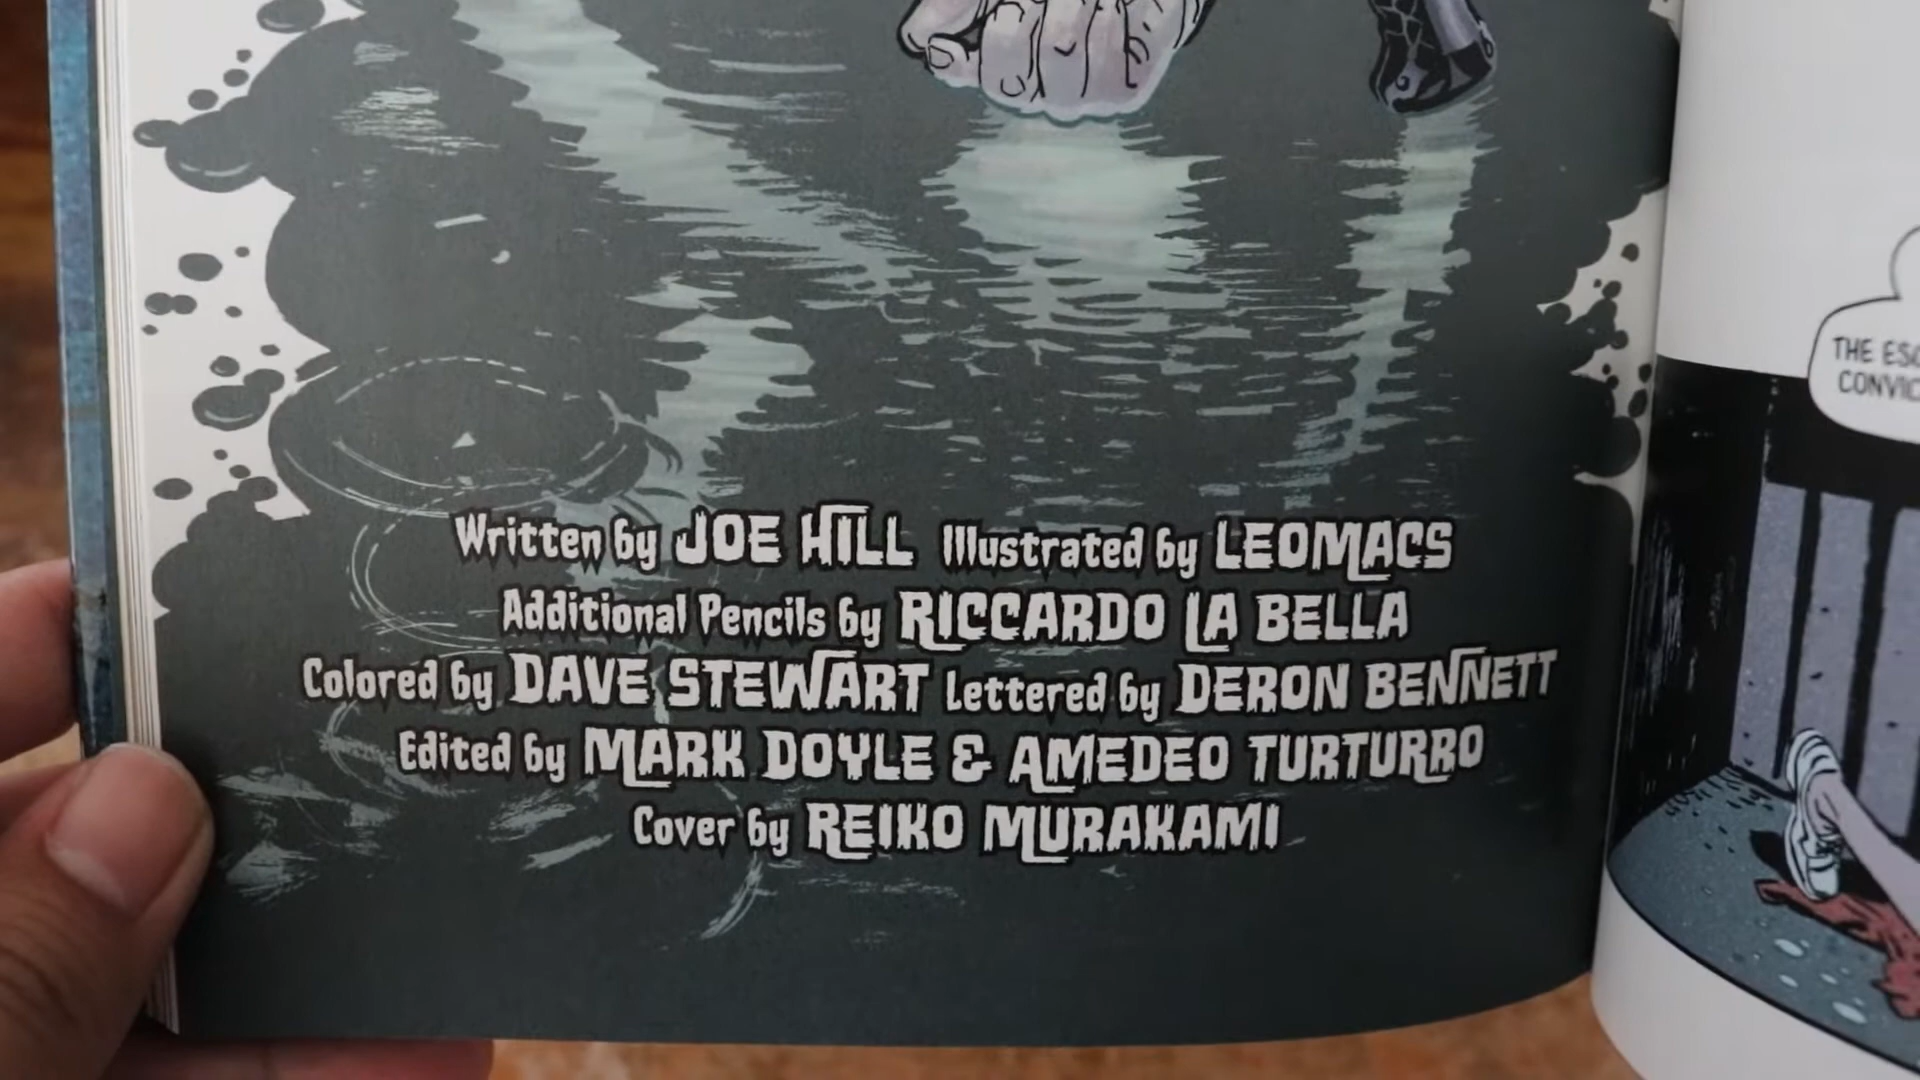 Written by JOE HILL Illustrated by LEOMACS
Additional Pencils by RICCARDO LA BELLA
Colored by DAVE STEWART Lettered by DERON BENNETT
Edited by MARK DOYLE & AMEDEO TURTURRO
Cover by REIKO MURAKAMI
THE